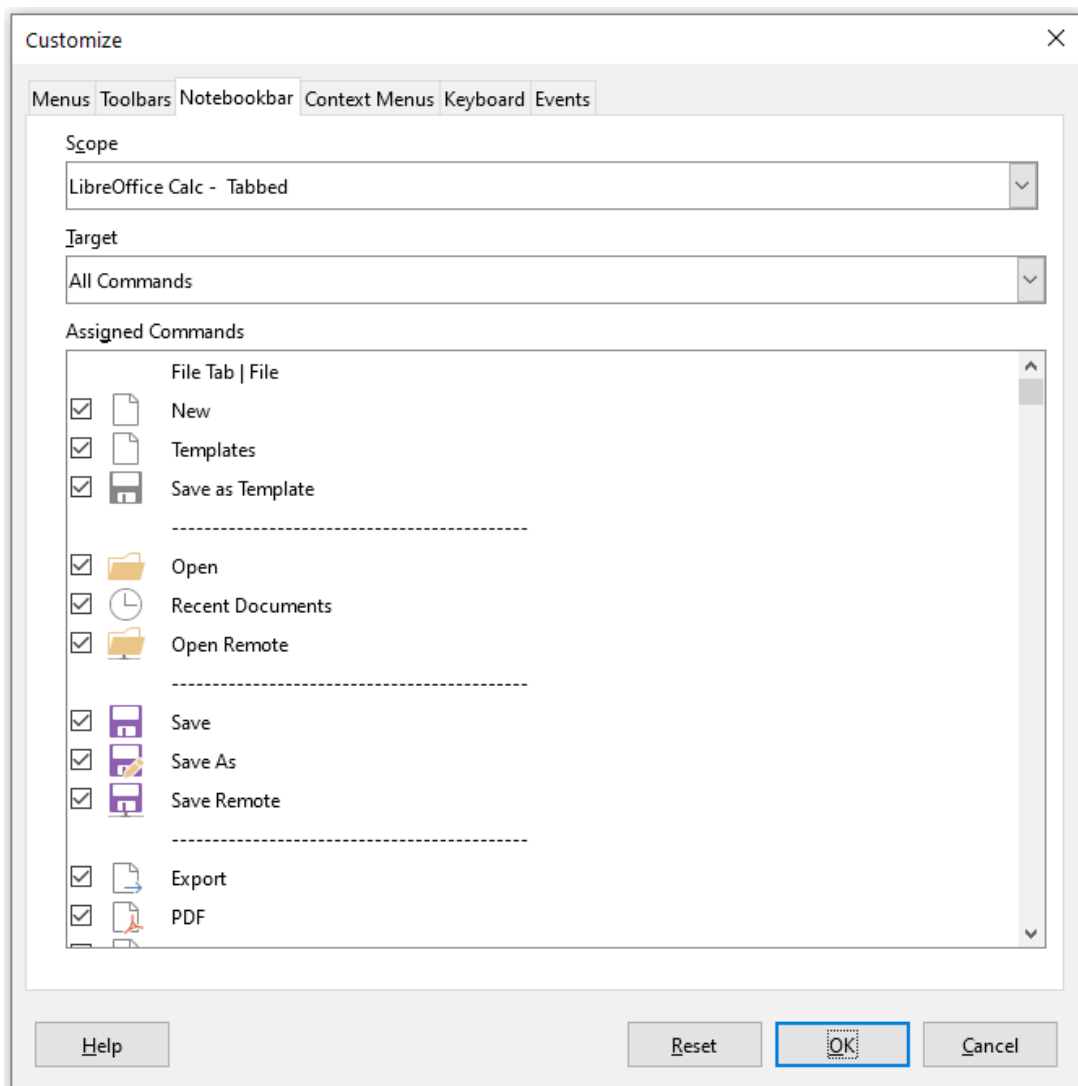 Customize
Menus Toolbars Notebookbar Context Menus Keyboard Events
Scope
LibreOffice Calc -  Tabbed
Target
All Commands
Assigned Commands
File Tab | File
New
Templates
Save as Template
--------------------------------------------
Open
Recent Documents
Open Remote
--------------------------------------------
Save
Save As
Save Remote
--------------------------------------------
Export
PDF
Help Reset OK Cancel